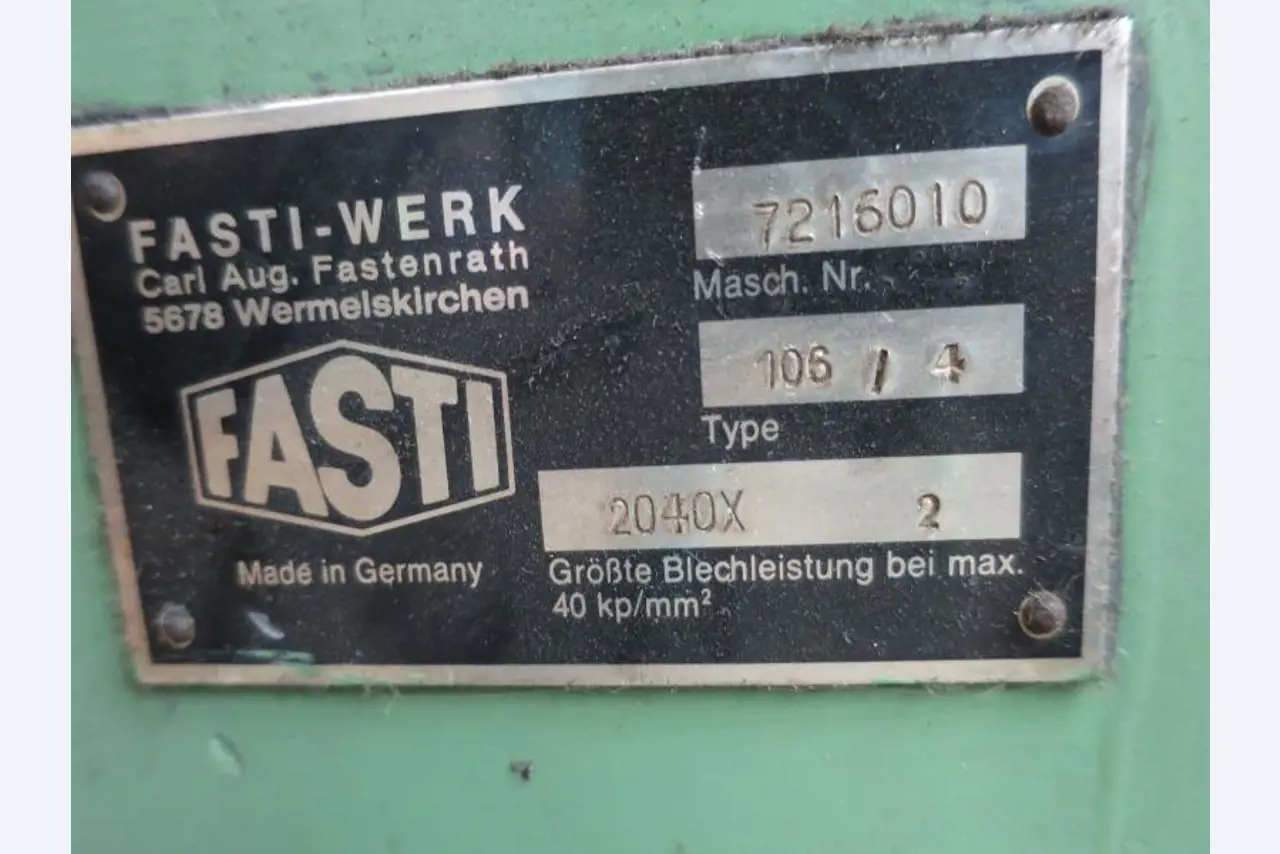 FASTI-WERK
Carl Aug. Fastenrath
5678 Wermelskirchen
FASTI
Made in Germany
7216010
Masch. Nr.
106 / 4
Type
2040X 2
Größte Blechleistung bei max.
40 kp/mm²